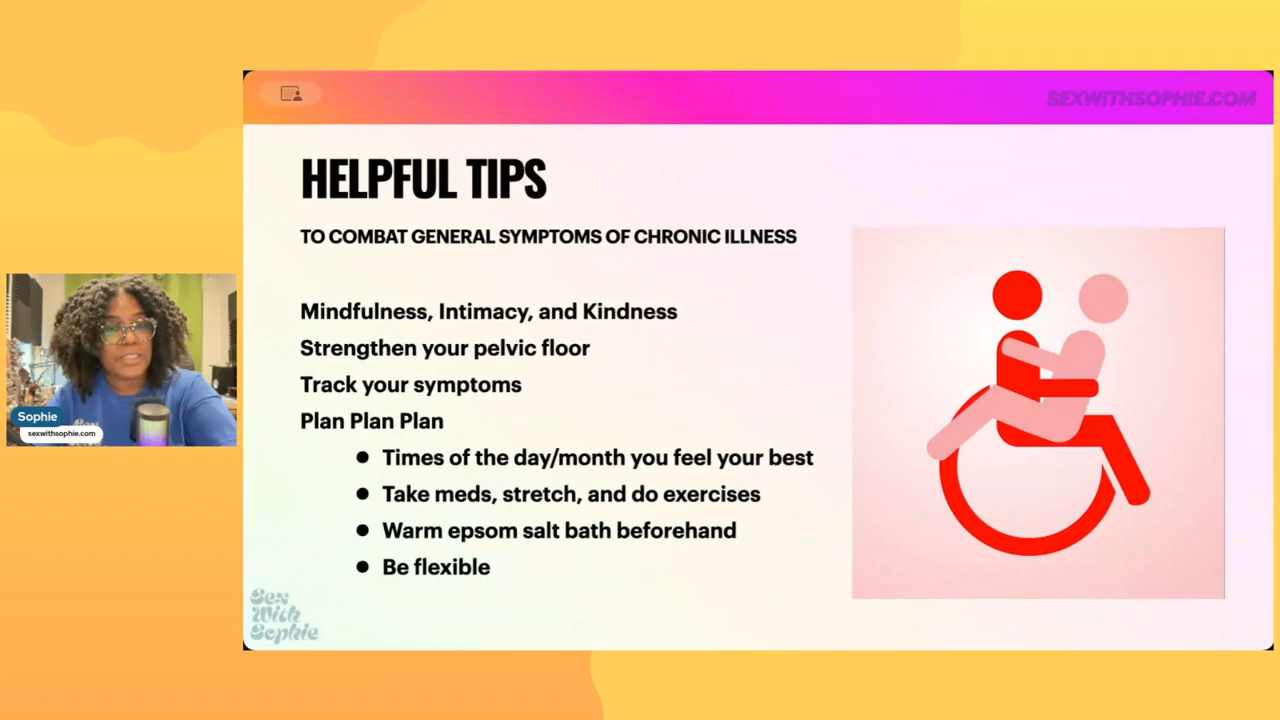 SEXWITHSOPHIE.COM
HELPFUL TIPS
TO COMBAT GENERAL SYMPTOMS OF CHRONIC ILLNESS
Mindfulness, Intimacy, and Kindness
Strengthen your pelvic floor
Track your symptoms
Plan Plan Plan
Times of the day/month you feel your best
Take meds, stretch, and do exercises
Warm epsom salt bath beforehand
Be flexible
Sophie
sexwithsophie.com
Sex
With
Sophie